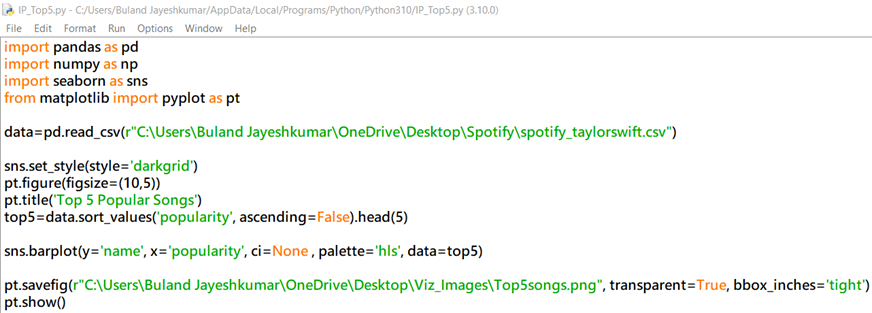 IP_Top5.py - C:/Users/Buland Jayeshkumar/AppData/Local/Programs/Python/Python310/IP_Top5.py (3.10.0)
File Edit Format Run Options Window Help
import pandas as pd
import numpy as np
import seaborn as sns
from matplotlib import pyplot as pt
data=pd.read_csv(r"C:\Users\Buland Jayeshkumar\OneDrive\Desktop\Spotify\spotify_taylorswift.csv")
sns.set_style(style='darkgrid')
pt.figure(figsize=(10,5))
pt.title('Top 5 Popular Songs')
top5=data.sort_values('popularity', ascending=False).head(5)
sns.barplot(y='name', x='popularity', ci=None , palette='hls', data=top5)
pt.savefig(r"C:\Users\Buland Jayeshkumar\OneDrive\Desktop\Viz_Images\Top5songs.png", transparent=True, bbox_inches='tight')
pt.show()